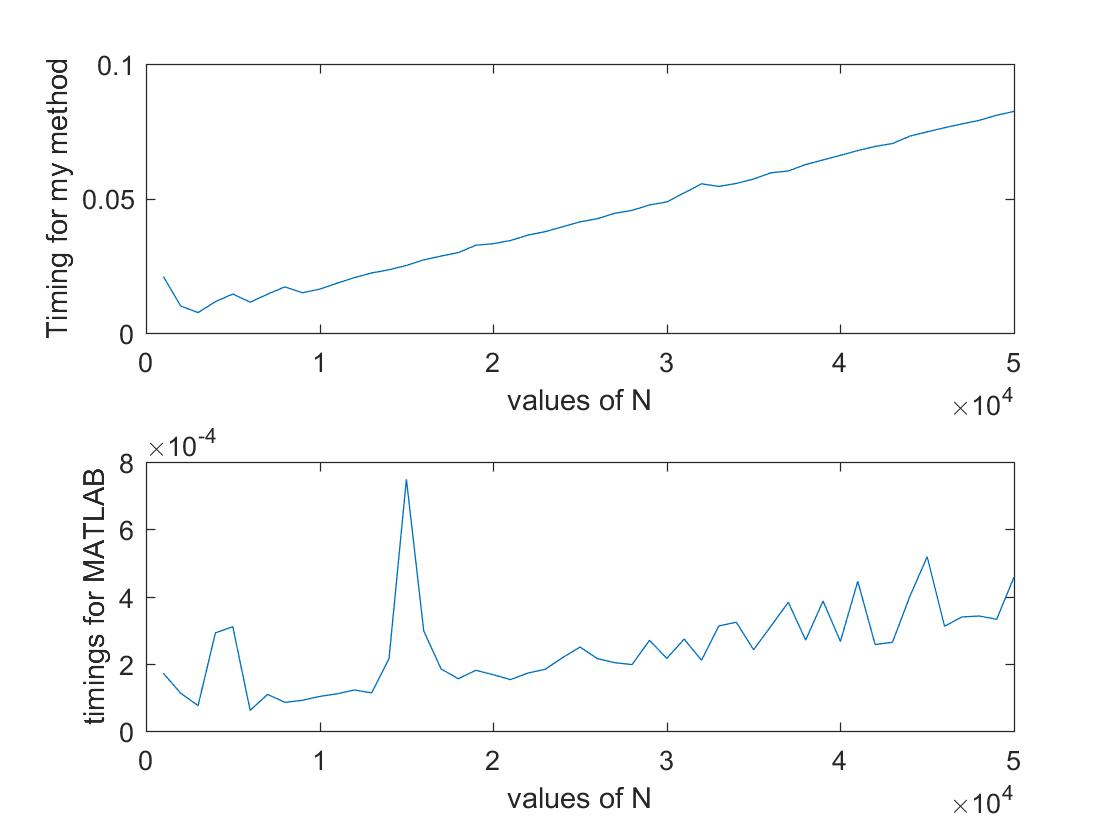 Timing for my method
0.1
0.05
0
0 1 2 3 4 5
values of N
×10^4
×10^-4
timings for MATLAB
8
6
4
2
0
0 1 2 3 4 5
values of N
×10^4